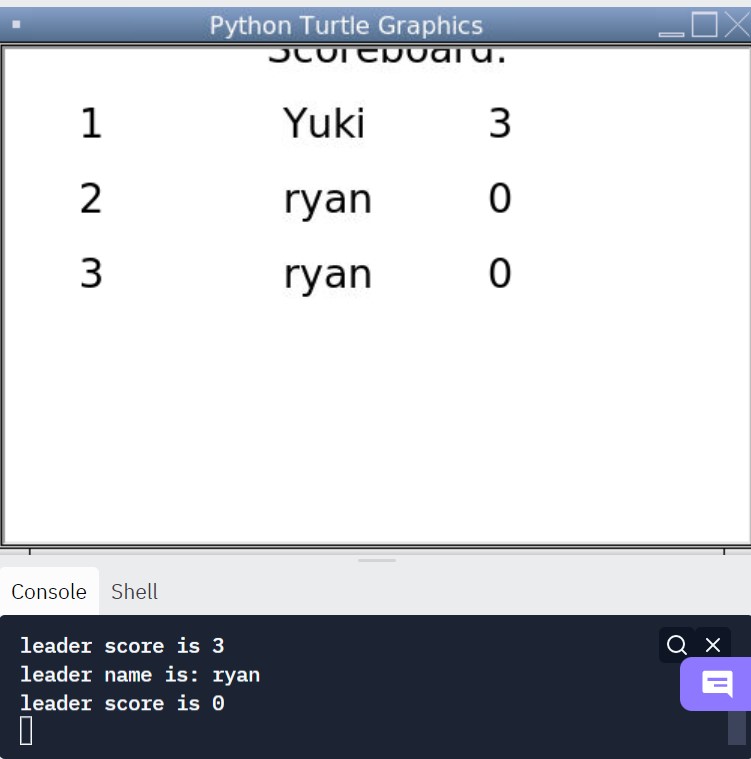 Python Turtle Graphics
Scoreboard:
1 Yuki 3
2 ryan 0
3 ryan 0
Console Shell
leader score is 3
leader name is: ryan
leader score is 0